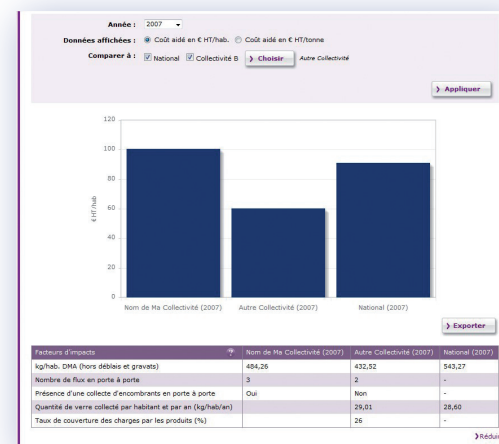 Année : 2007
Données affichées : Coût aidé en € HT/hab. Coût aidé en € HT/tonne
Comparer à : National Collectivité B Choisir Autre Collectivité
Appliquer
120
100
80
60
40
20
0
€ HT/hab
Nom de Ma Collectivité (2007) Autre Collectivité (2007) National (2007)
Exporter
Facteurs d'impacts Nom de Ma Collectivité (2007) Autre Collectivité (2007) National (2007)
kg/hab. DMA (hors déblais et gravats) 484,26 432,52 543,27
Nombre de flux en porte à porte 3 2 -
Présence d'une collecte d'encombrants en porte à porte Oui Non -
Quantité de verre collecté par habitant et par an (kg/hab/an) 29,01 28,60
Taux de couverture des charges par les produits (%) 26 -
Rédui